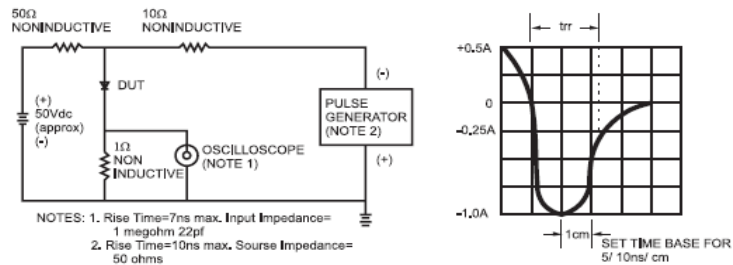 50Ω
NONINDUCTIVE
10Ω
NONINDUCTIVE
DUT
(+)
50Vdc
(approx)
(-)
1Ω
NON
INDUCTIVE
OSCILLOSCOPE
(NOTE 1)
(-)
PULSE
GENERATOR
(NOTE 2)
(+)
NOTES: 1. Rise Time=7ns max. Input Impedance=
1 megohm 22pf
2. Rise Time=10ns max. Sourse Impedance=
50 ohms
trr
+0.5A
0
-0.25A
-1.0A
1cm
SET TIME BASE FOR
5/ 10ns/ cm